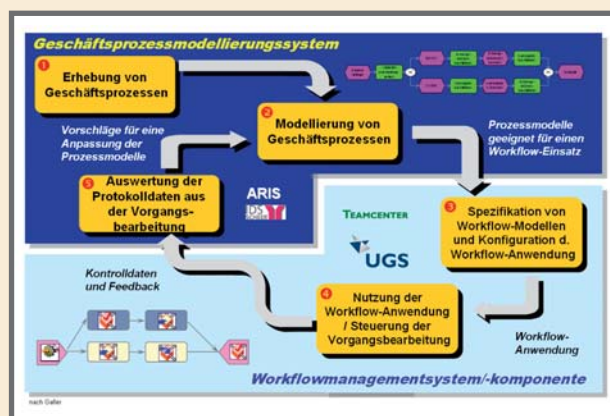 Geschäftsprozessmodellierungssystem
1
Erhebung von
Geschäftsprozessen
2
Modellierung von
Geschäftsprozessen
Vorschläge für eine
Anpassung der
Prozessmodelle
Prozessmodelle
geeignet für einen
Workflow-Einsatz
5
Auswertung der
Protokolldaten aus
der Vorgangs-
bearbeitung
ARIS
IDS
SCHEER
TEAMCENTER
UGS
3
Spezifikation von
Workflow-Modellen
und Konfiguration d.
Workflow-Anwendung
Kontrolldaten
und Feedback
4
Nutzung der
Workflow-Anwendung
/ Steuerung der
Vorgangsbearbeitung
Workflow-
Anwendung
Workflowmanagementsystem/-komponente
nach Galler